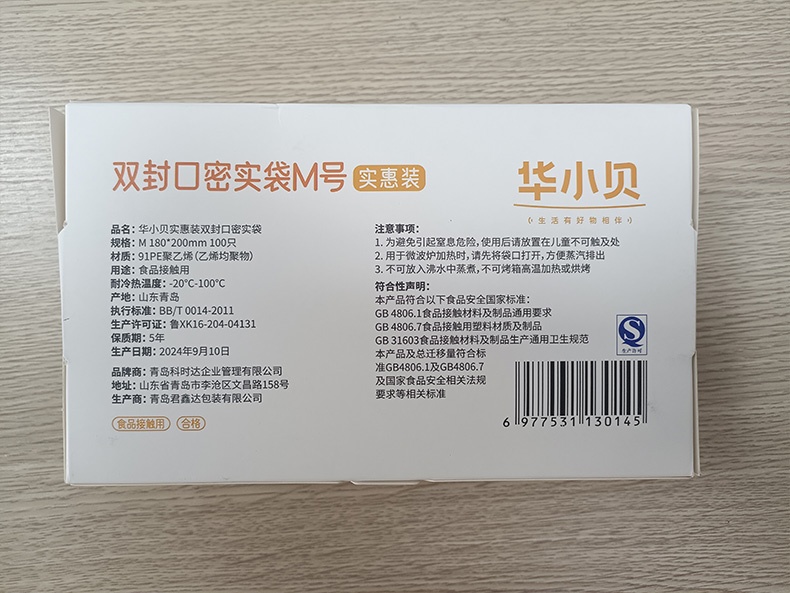 双封口密实袋M号 实惠装
华小贝
生活有好物相伴
品名：华小贝实惠装双封口密实袋
规格：M 180*200mm 100只
材质：91PE聚乙烯（乙烯均聚物）
用途：食品接触用
耐冷热温度：-20°C-100°C
产地：山东青岛
执行标准：BB/T 0014-2011
生产许可证：鲁XK16-204-04131
保质期：5年
生产日期：2024年9月10日
品牌商：青岛科时达企业管理有限公司
地址：山东省青岛市李沧区文昌路158号
生产商：青岛君鑫达包装有限公司
食品接触用 合格
注意事项：
1. 为避免引起窒息危险，使用后请放置在儿童不可触及处
2. 用于微波炉加热时，请先将袋口打开，方便蒸汽排出
3. 不可放入沸水中蒸煮，不可烤箱高温加热或烘烤
符合性声明：
本产品符合以下食品安全国家标准：
GB 4806.1食品接触材料及制品通用要求
GB 4806.7食品接触用塑料材质及制品
GB 31603食品接触材料及制品生产通用卫生规范
本产品及总迁移量符合标
准GB4806.1及GB4806.7
及国家食品安全相关法规
要求等相关标准
生产许可
6 977531 130145